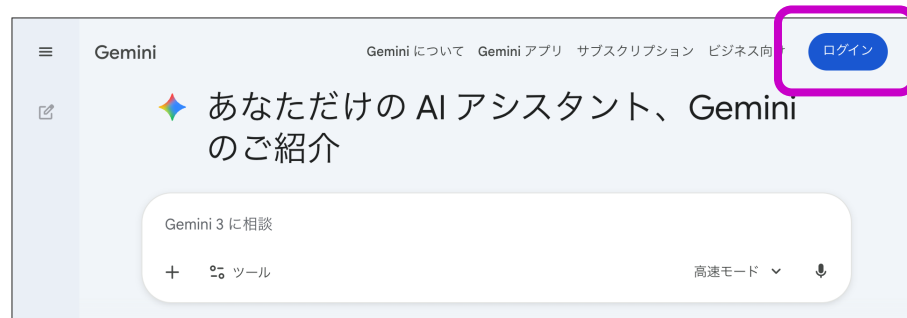 Gemini
Gemini について Gemini アプリ サブスクリプション ビジネス向け
ログイン
あなただけの AI アシスタント、Gemini
のご紹介
Gemini 3 に相談
ツール
高速モード